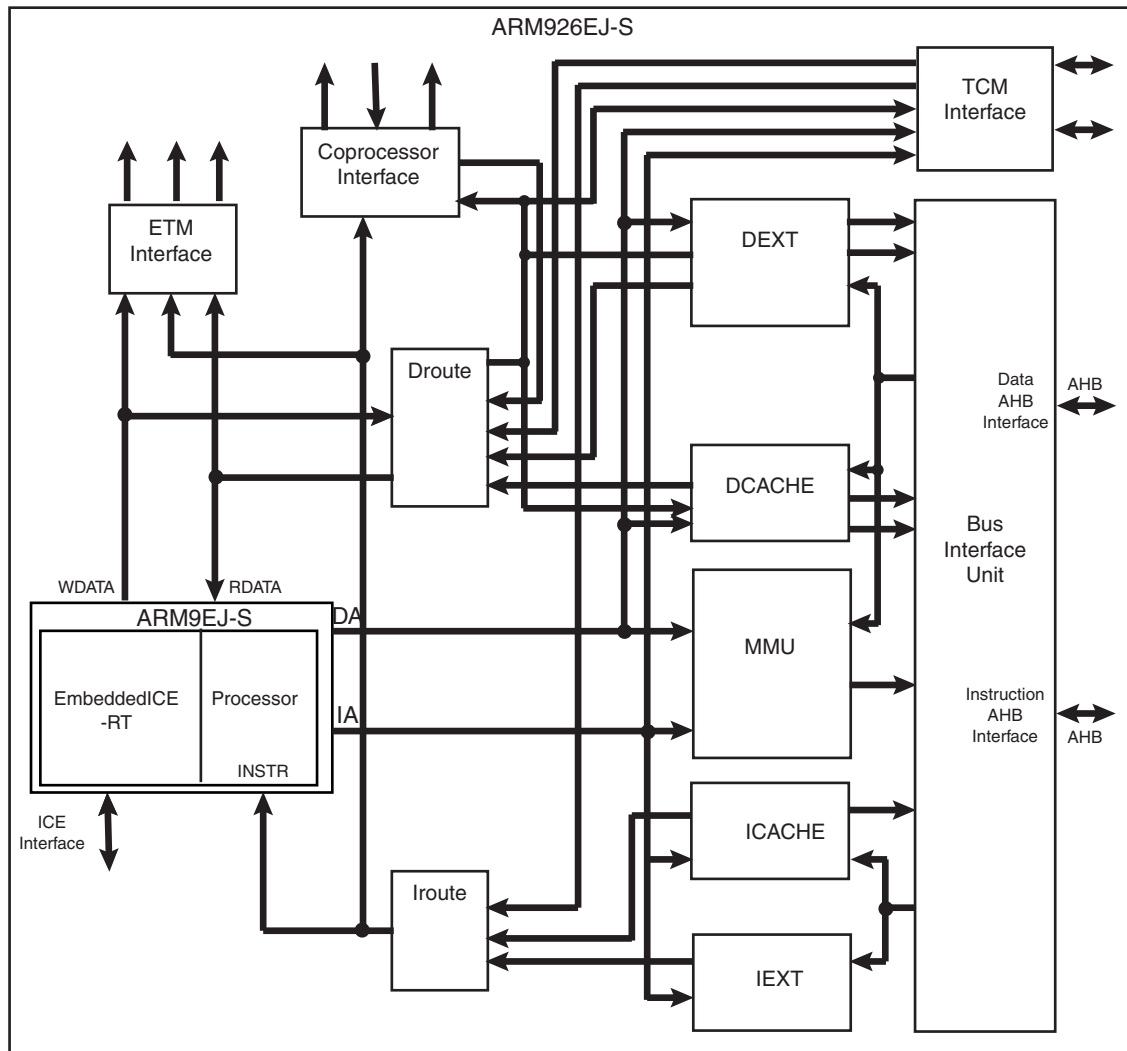 ARM926EJ-S
TCM
Interface
Coprocessor
Interface
ETM
Interface
DEXT
Droute
Data
AHB
Interface
AHB
DCACHE
Bus
Interface
Unit
WDATA
RDATA
ARM9EJ-S
DA
MMU
EmbeddedICE
-RT
Processor
IA
Instruction
AHB
Interface
AHB
INSTR
ICE
Interface
ICACHE
Iroute
IEXT